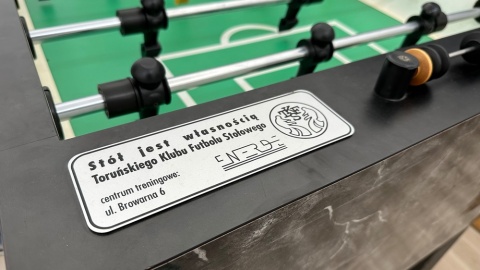 Stół jest własnością
Toruńskiego Klubu Futbolu Stołowego
centrum treningowe:
ul. Browarna 6